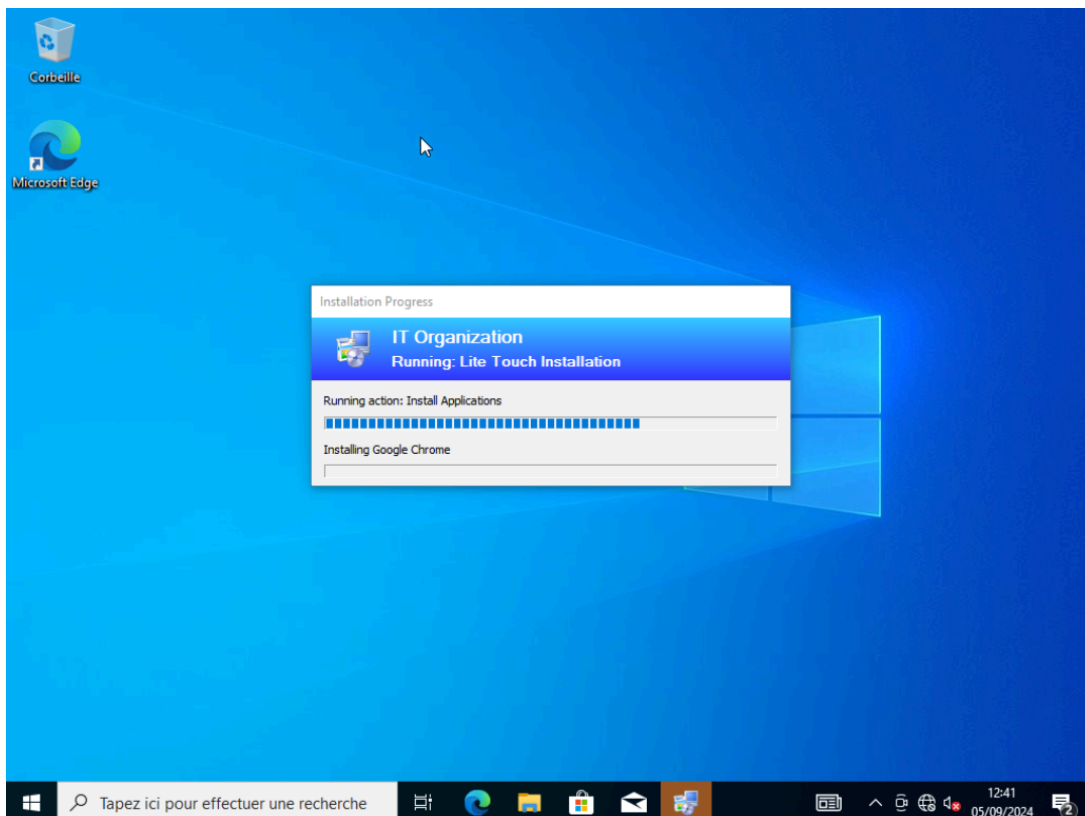 Corbeille
Microsoft Edge
Installation Progress
IT Organization
Running: Lite Touch Installation
Running action: Install Applications
Installing Google Chrome
Tapez ici pour effectuer une recherche
12:41
05/09/2024
2